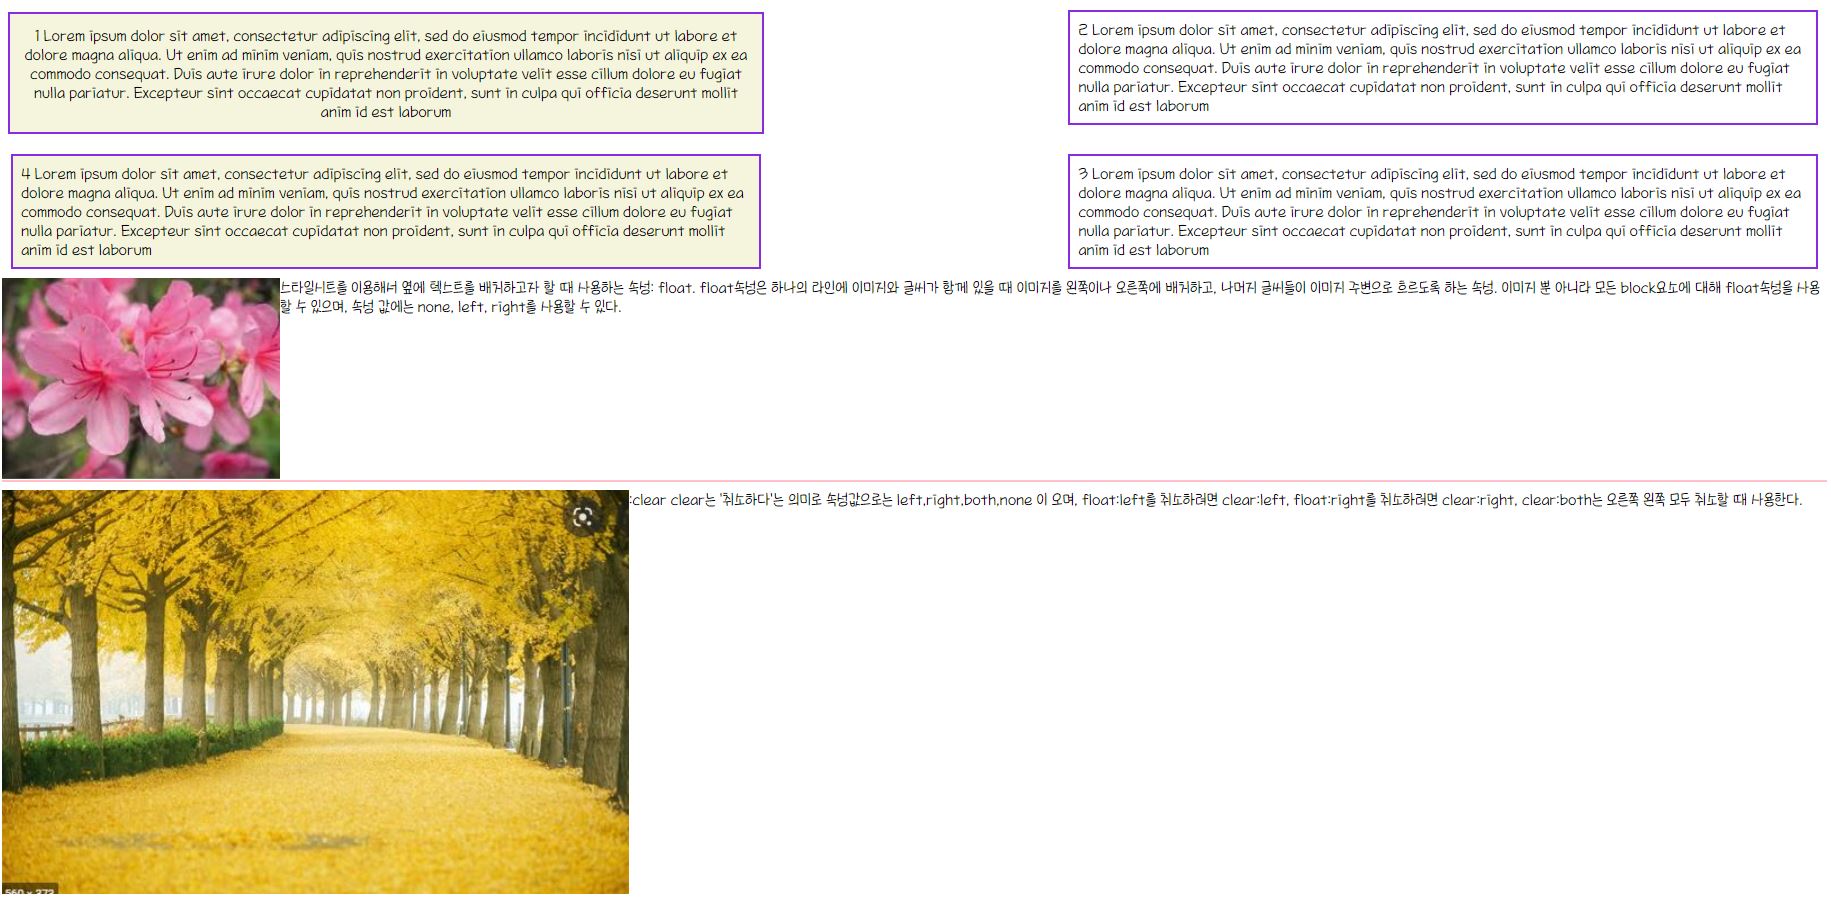 1 Lorem ipsum dolor sit amet, consectetur adipiscing elit, sed do eiusmod tempor incididunt ut labore et
dolore magna aliqua. Ut enim ad minim veniam, quis nostrud exercitation ullamco laboris nisi ut aliquip ex ea
commodo consequat. Duis aute irure dolor in reprehenderit in voluptate velit esse cillum dolore eu fugiat
nulla pariatur. Excepteur sint occaecat cupidatat non proident, sunt in culpa qui officia deserunt mollit
anim id est laborum
2 Lorem ipsum dolor sit amet, consectetur adipiscing elit, sed do eiusmod tempor incididunt ut labore et
dolore magna aliqua. Ut enim ad minim veniam, quis nostrud exercitation ullamco laboris nisi ut aliquip ex ea
commodo consequat. Duis aute irure dolor in reprehenderit in voluptate velit esse cillum dolore eu fugiat
nulla pariatur. Excepteur sint occaecat cupidatat non proident, sunt in culpa qui officia deserunt mollit
anim id est laborum
4 Lorem ipsum dolor sit amet, consectetur adipiscing elit, sed do eiusmod tempor incididunt ut labore et
dolore magna aliqua. Ut enim ad minim veniam, quis nostrud exercitation ullamco laboris nisi ut aliquip ex ea
commodo consequat. Duis aute irure dolor in reprehenderit in voluptate velit esse cillum dolore eu fugiat
nulla pariatur. Excepteur sint occaecat cupidatat non proident, sunt in culpa qui officia deserunt mollit
anim id est laborum
3 Lorem ipsum dolor sit amet, consectetur adipiscing elit, sed do eiusmod tempor incididunt ut labore et
dolore magna aliqua. Ut enim ad minim veniam, quis nostrud exercitation ullamco laboris nisi ut aliquip ex ea
commodo consequat. Duis aute irure dolor in reprehenderit in voluptate velit esse cillum dolore eu fugiat
nulla pariatur. Excepteur sint occaecat cupidatat non proident, sunt in culpa qui officia deserunt mollit
anim id est laborum
스타일시트를 이용해서 옆에 텍스트를 배치하고자 할 때 사용하는 속성: float. float속성은 하나의 라인에 이미지와 글씨가 함께 있을 때 이미지를 왼쪽이나 오른쪽에 배치하고, 나머지 글씨들이 이미지 주변으로 흐르도록 하는 속성. 이미지 뿐 아니라 모든 block요소에 대해 float속성을 사용
할 수 있으며, 속성 값에는 none, left, right를 사용할 수 있다.
:clear clear는 '취소하다'는 의미로 속성값으로는 left,right,both,none 이 오며, float:left를 취소하려면 clear:left, float:right를 취소하려면 clear:right, clear:both는 오른쪽 왼쪽 모두 취소할 때 사용한다.
560 x 373